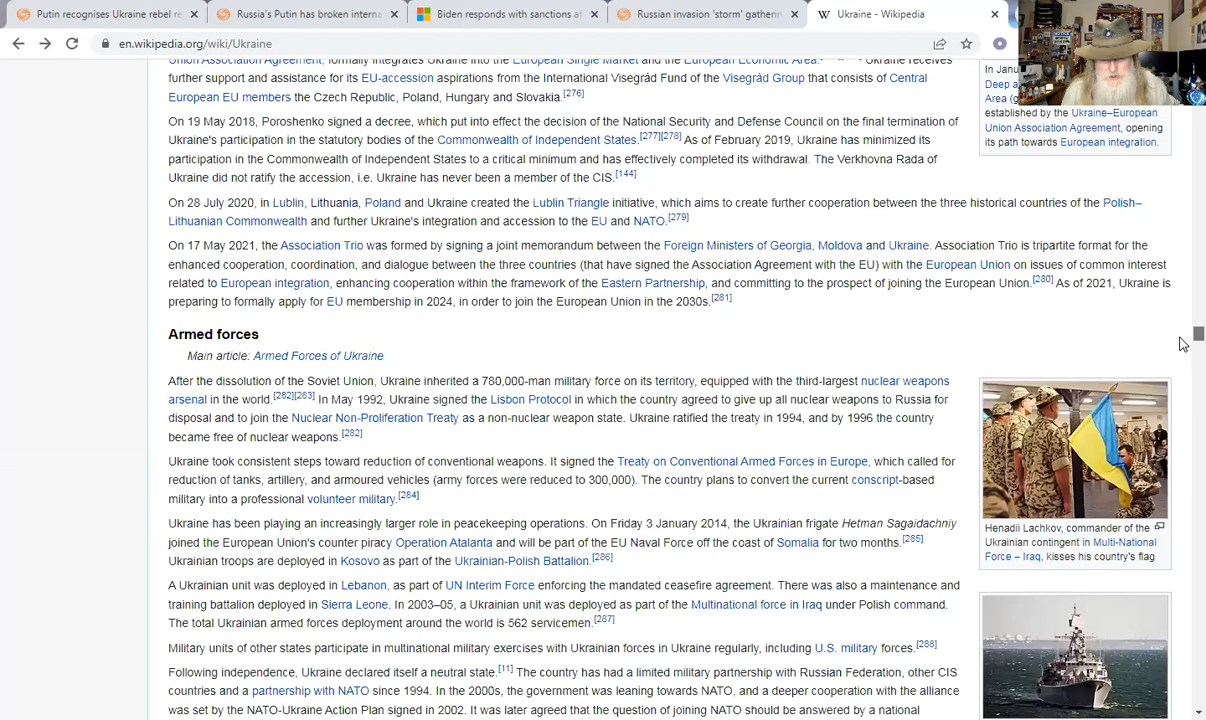 Putin recognises Ukraine rebel re
Russia's Putin has broken interna
Biden responds with sanctions af
Russian invasion 'storm' gatherin
Ukraine - Wikipedia
en.wikipedia.org/wiki/Ukraine
Union Association Agreement, formally integrates Ukraine into the European Single Market and the European Economic Area. Ukraine receives
further support and assistance for its EU-accession aspirations from the International Visegrád Fund of the Visegrád Group that consists of Central
European EU members the Czech Republic, Poland, Hungary and Slovakia.[276]
On 19 May 2018, Poroshenko signed a decree, which put into effect the decision of the National Security and Defense Council on the final termination of
Ukraine's participation in the statutory bodies of the Commonwealth of Independent States.[277][278] As of February 2019, Ukraine has minimized its
participation in the Commonwealth of Independent States to a critical minimum and has effectively completed its withdrawal. The Verkhovna Rada of
Ukraine did not ratify the accession, i.e. Ukraine has never been a member of the CIS.[144]
On 28 July 2020, in Lublin, Lithuania, Poland and Ukraine created the Lublin Triangle initiative, which aims to create further cooperation between the three historical countries of the Polish–
Lithuanian Commonwealth and further Ukraine's integration and accession to the EU and NATO.[279]
On 17 May 2021, the Association Trio was formed by signing a joint memorandum between the Foreign Ministers of Georgia, Moldova and Ukraine. Association Trio is tripartite format for the
enhanced cooperation, coordination, and dialogue between the three countries (that have signed the Association Agreement with the EU) with the European Union on issues of common interest
related to European integration, enhancing cooperation within the framework of the Eastern Partnership, and committing to the prospect of joining the European Union.[280] As of 2021, Ukraine is
preparing to formally apply for EU membership in 2024, in order to join the European Union in the 2030s.[281]
In Janu
Deep a
Area (
established by the Ukraine–European
Union Association Agreement, opening
its path towards European integration.
Armed forces
Main article: Armed Forces of Ukraine
After the dissolution of the Soviet Union, Ukraine inherited a 780,000-man military force on its territory, equipped with the third-largest nuclear weapons
arsenal in the world.[282][283] In May 1992, Ukraine signed the Lisbon Protocol in which the country agreed to give up all nuclear weapons to Russia for
disposal and to join the Nuclear Non-Proliferation Treaty as a non-nuclear weapon state. Ukraine ratified the treaty in 1994, and by 1996 the country
became free of nuclear weapons.[282]
Ukraine took consistent steps toward reduction of conventional weapons. It signed the Treaty on Conventional Armed Forces in Europe, which called for
reduction of tanks, artillery, and armoured vehicles (army forces were reduced to 300,000). The country plans to convert the current conscript-based
military into a professional volunteer military.[284]
Ukraine has been playing an increasingly larger role in peacekeeping operations. On Friday 3 January 2014, the Ukrainian frigate Hetman Sagaidachniy
joined the European Union's counter piracy Operation Atalanta and will be part of the EU Naval Force off the coast of Somalia for two months.[285]
Ukrainian troops are deployed in Kosovo as part of the Ukrainian-Polish Battalion.[286]
A Ukrainian unit was deployed in Lebanon, as part of UN Interim Force enforcing the mandated ceasefire agreement. There was also a maintenance and
training battalion deployed in Sierra Leone. In 2003–05, a Ukrainian unit was deployed as part of the Multinational force in Iraq under Polish command.
The total Ukrainian armed forces deployment around the world is 562 servicemen.[287]
Military units of other states participate in multinational military exercises with Ukrainian forces in Ukraine regularly, including U.S. military forces.[288]
Following independence, Ukraine declared itself a neutral state.[11] The country has had a limited military partnership with Russian Federation, other CIS
countries and a partnership with NATO since 1994. In the 2000s, the government was leaning towards NATO, and a deeper cooperation with the alliance
was set by the NATO-Ukraine Action Plan signed in 2002. It was later agreed that the question of joining NATO should be answered by a national
Henadii Lachkov, commander of the
Ukrainian contingent in Multi-National
Force – Iraq, kisses his country's flag